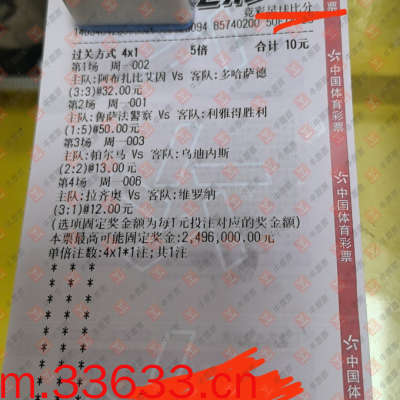 竞彩足球比分
094 85740200
过关方式 4x1 5倍 合计 10元
第1场 周一002
主队:阿布扎比艾因 Vs 客队:多哈萨德
(3:3)@32.00元
第2场 周一001
主队:鲁萨法警察 Vs 客队:利雅得胜利
(1:5)@50.00元
第3场 周一003
主队:帕尔马 Vs 客队:乌迪内斯
(2:2)@13.00元
第4场 周一006
主队:拉齐奥 Vs 客队:维罗纳
(3:1)@12.00元
(选项固定奖金额为每1元投注对应的奖金额)
本票最高可能固定奖金:2,496,000.00元
单倍注数:4x1*1注;共1注
中国体育彩票
中国体育彩票
中国体育彩票
m.33633.cn